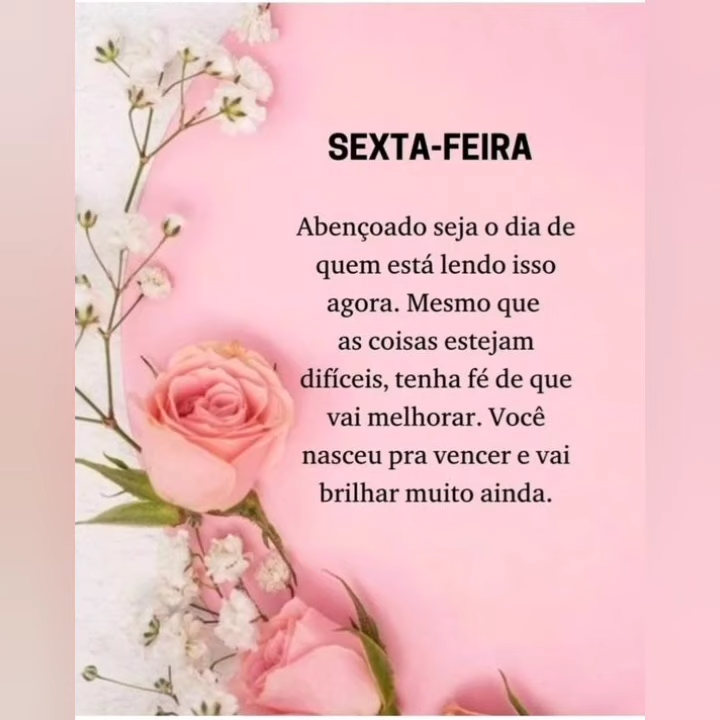 SEXTA-FEIRA
Abençoado seja o dia de
quem está lendo isso
agora. Mesmo que
as coisas estejam
difíceis, tenha fé de que
vai melhorar. Você
nasceu pra vencer e vai
brilhar muito ainda.